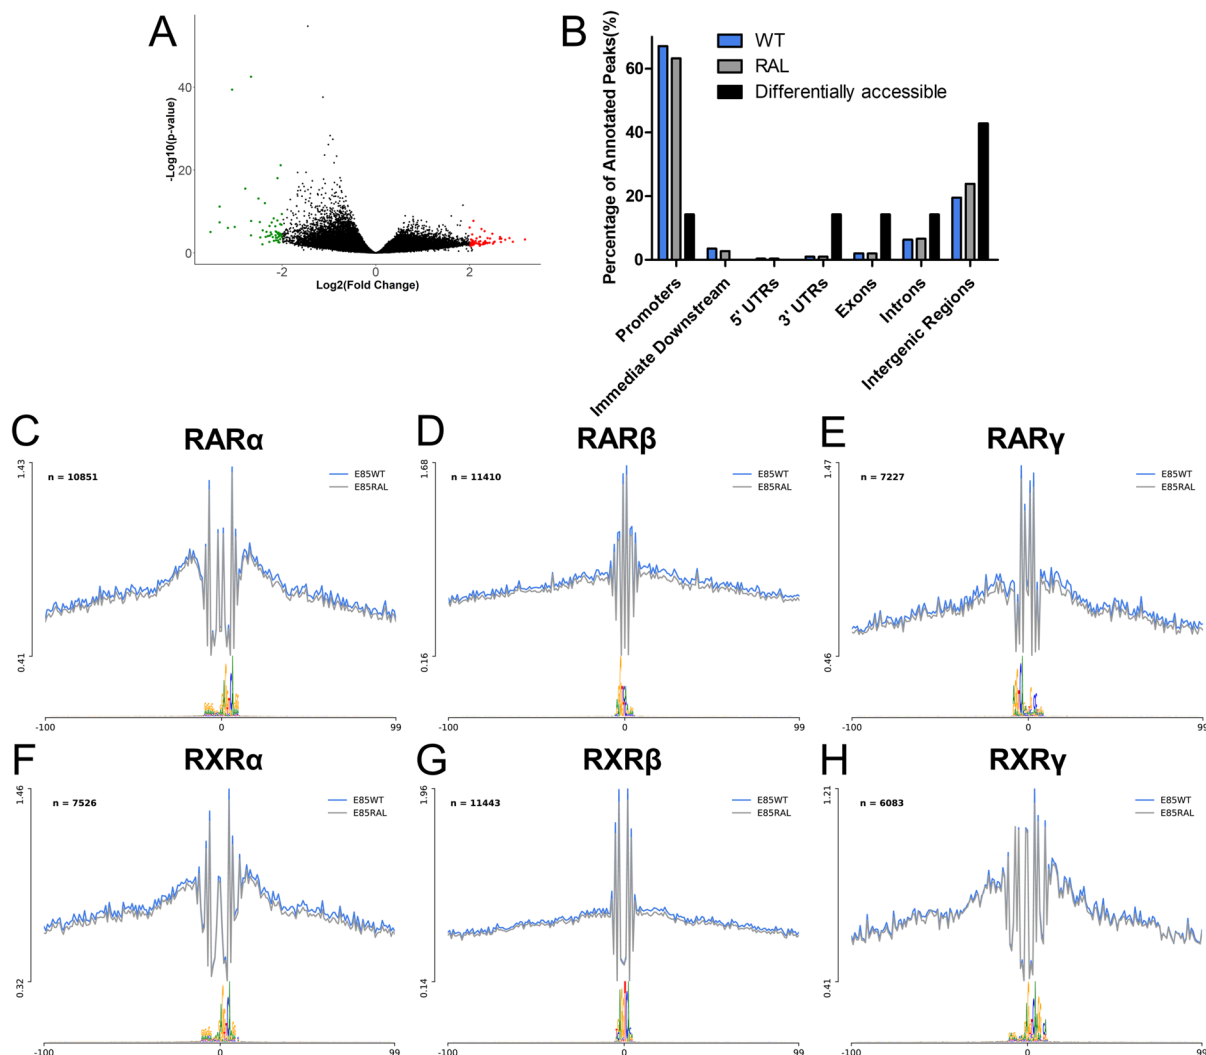 A
-Log10(p-value)
40
20
0
-2
0
2
Log2(Fold Change)
B
Percentage of Annotated Peaks(%)
60
40
20
0
WT
RAL
Differentially accessible
Promoters
Immediate Downstream
5' UTRs
3' UTRs
Exons
Introns
Intergenic Regions
C
RARα
1.43
n = 10851
E85WT
E85RAL
0.41
-100
0
99
D
RARβ
1.68
n = 11410
E85WT
E85RAL
0.16
-100
0
99
E
RARγ
1.47
n = 7227
E85WT
E85RAL
0.46
-100
0
99
F
RXRα
1.46
n = 7526
E85WT
E85RAL
0.32
-100
0
99
G
RXRβ
1.96
n = 11443
E85WT
E85RAL
0.14
-100
0
99
H
RXRγ
1.21
n = 6083
E85WT
E85RAL
0.41
-100
0
99